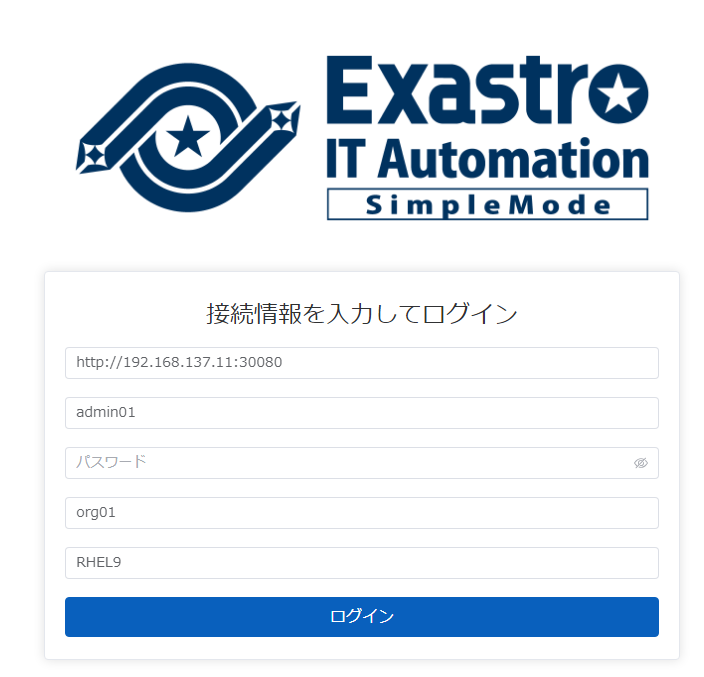 Exastro
IT Automation
SimpleMode
接続情報を入力してログイン
http://192.168.137.11:30080
admin01
パスワード
org01
RHEL9
ログイン